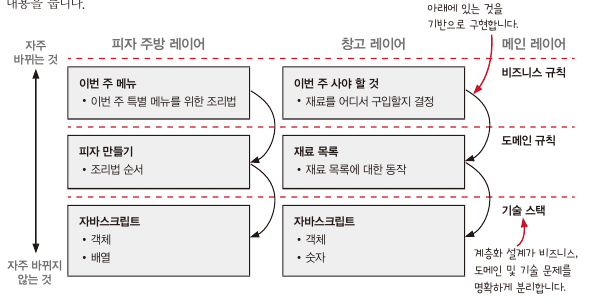 내용을 봅니다.
아래에 있는 것을
기반으로 구현합니다.
자주
바뀌는 것
피자 주방 레이어
창고 레이어
메인 레이어
이번 주 메뉴
• 이번 주 특별 메뉴를 위한 조리법
이번 주 사야 할 것
• 재료를 어디서 구입할지 결정
비즈니스 규칙
피자 만들기
• 조리법 순서
재료 목록
• 재료 목록에 대한 동작
도메인 규칙
자바스크립트
• 객체
• 배열
자바스크립트
• 객체
• 숫자
기술 스택
자주 바뀌지
않는 것
계층화 설계가 비즈니스,
도메인 및 기술 문제를
명확하게 분리합니다.